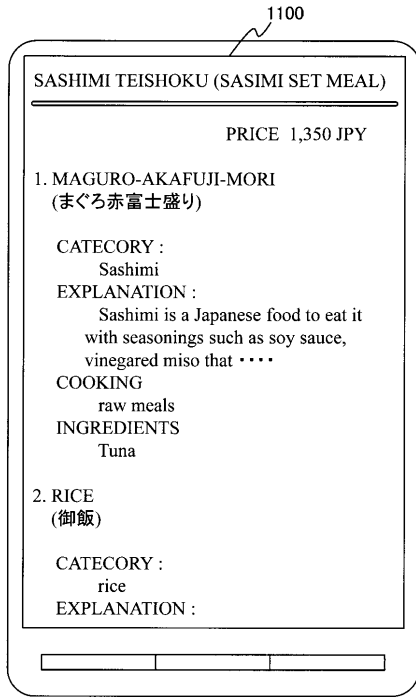 1100
SASHIMI TEISHOKU (SASIMI SET MEAL)
PRICE 1,350 JPY
1. MAGURO-AKAFUJI-MORI
(まぐろ赤富士盛り)
CATECORY :
Sashimi
EXPLANATION :
Sashimi is a Japanese food to eat it
with seasonings such as soy sauce,
vinegared miso that ････
COOKING
raw meals
INGREDIENTS
Tuna
2. RICE
(御飯)
CATECORY :
rice
EXPLANATION :